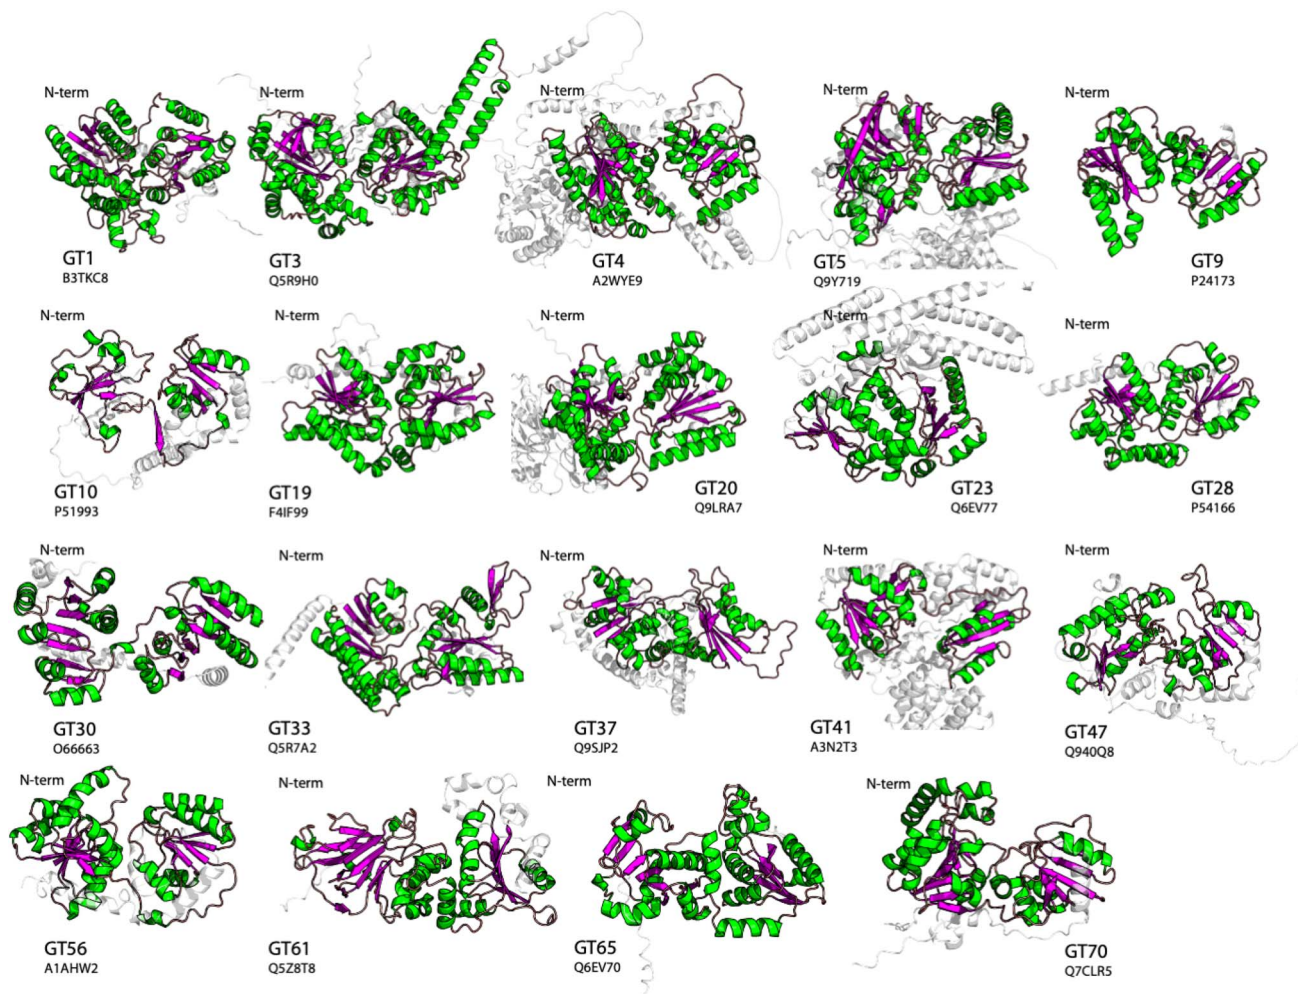 N-term
N-term
N-term
N-term
N-term
GT1
B3TKC8
GT3
Q5R9H0
GT4
A2WYE9
GT5
Q9Y719
GT9
P24173
N-term
N-term
N-term
N-term
N-term
GT10
P51993
GT19
F4IF99
GT20
Q9LRA7
GT23
Q6EV77
GT28
P54166
N-term
N-term
N-term
N-term
N-term
GT30
O66663
GT33
Q5R7A2
GT37
Q9SJP2
GT41
A3N2T3
GT47
Q940Q8
N-term
N-term
N-term
N-term
GT56
A1AHW2
GT61
Q5Z8T8
GT65
Q6EV70
GT70
Q7CLR5